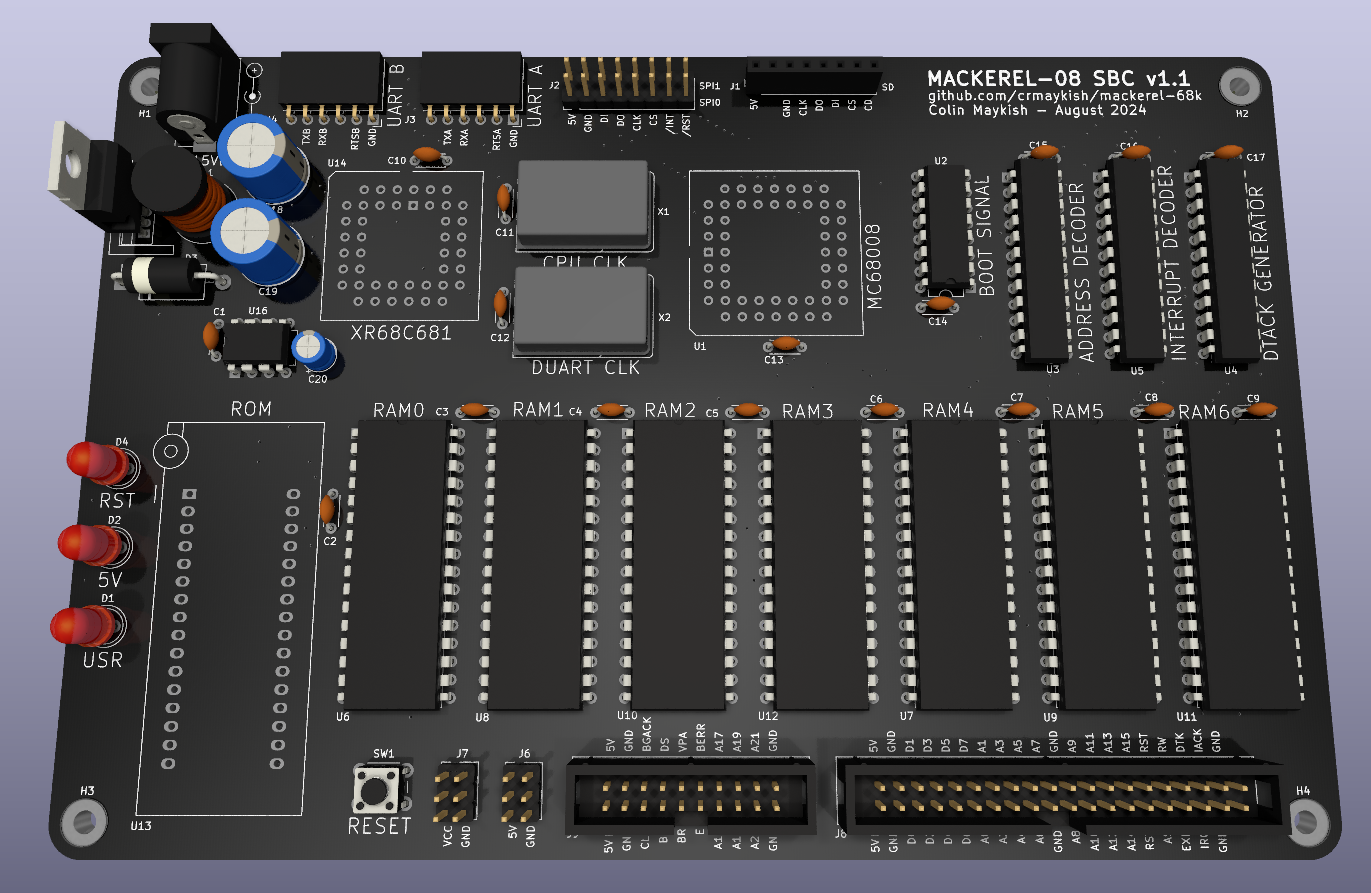 MACKEREL-08 SBC v1.1
github.com/crmaykish/mackerel-68k
Colin Maykish - August 2024
H1
H2
UART B
UART A
J3
TXB
RXB
RTSB
GND
TXA
RXA
RTSA
GND
J2
SPI1
SPI0
5V
GND
DI
DO
CLK
CS
/INT
/RST
J1
SD
5V
GND
CLK
DO
DI
CS
CD
U14
C10
C11
X1
CPU CLK
C12
X2
DUART CLK
XR68C681
MC68008
U1
C13
U2
BOOT SIGNAL
C14
C15
ADDRESS DECODER
U3
C16
INTERRUPT DECODER
U5
C17
DTACK GENERATOR
U4
C19
D3
C1
U16
C20
ROM
RAM0
C3
RAM1
C4
RAM2
C5
RAM3
C6
RAM4
C7
RAM5
C8
RAM6
C9
D4
RST
D2
5V
D1
USR
C2
U6
U8
U10
U12
U7
U9
U11
H3
U13
SW1
RESET
J7
VCC
GND
J6
5V
GND
5V
GND
BGACK
DS
VPA
BERR
A17
A19
A21
GND
5V
GND
D1
D3
D5
D7
A1
A3
A5
A7
GND
A9
A11
A13
A15
RST
RW
DTK
IACK
GND
H4